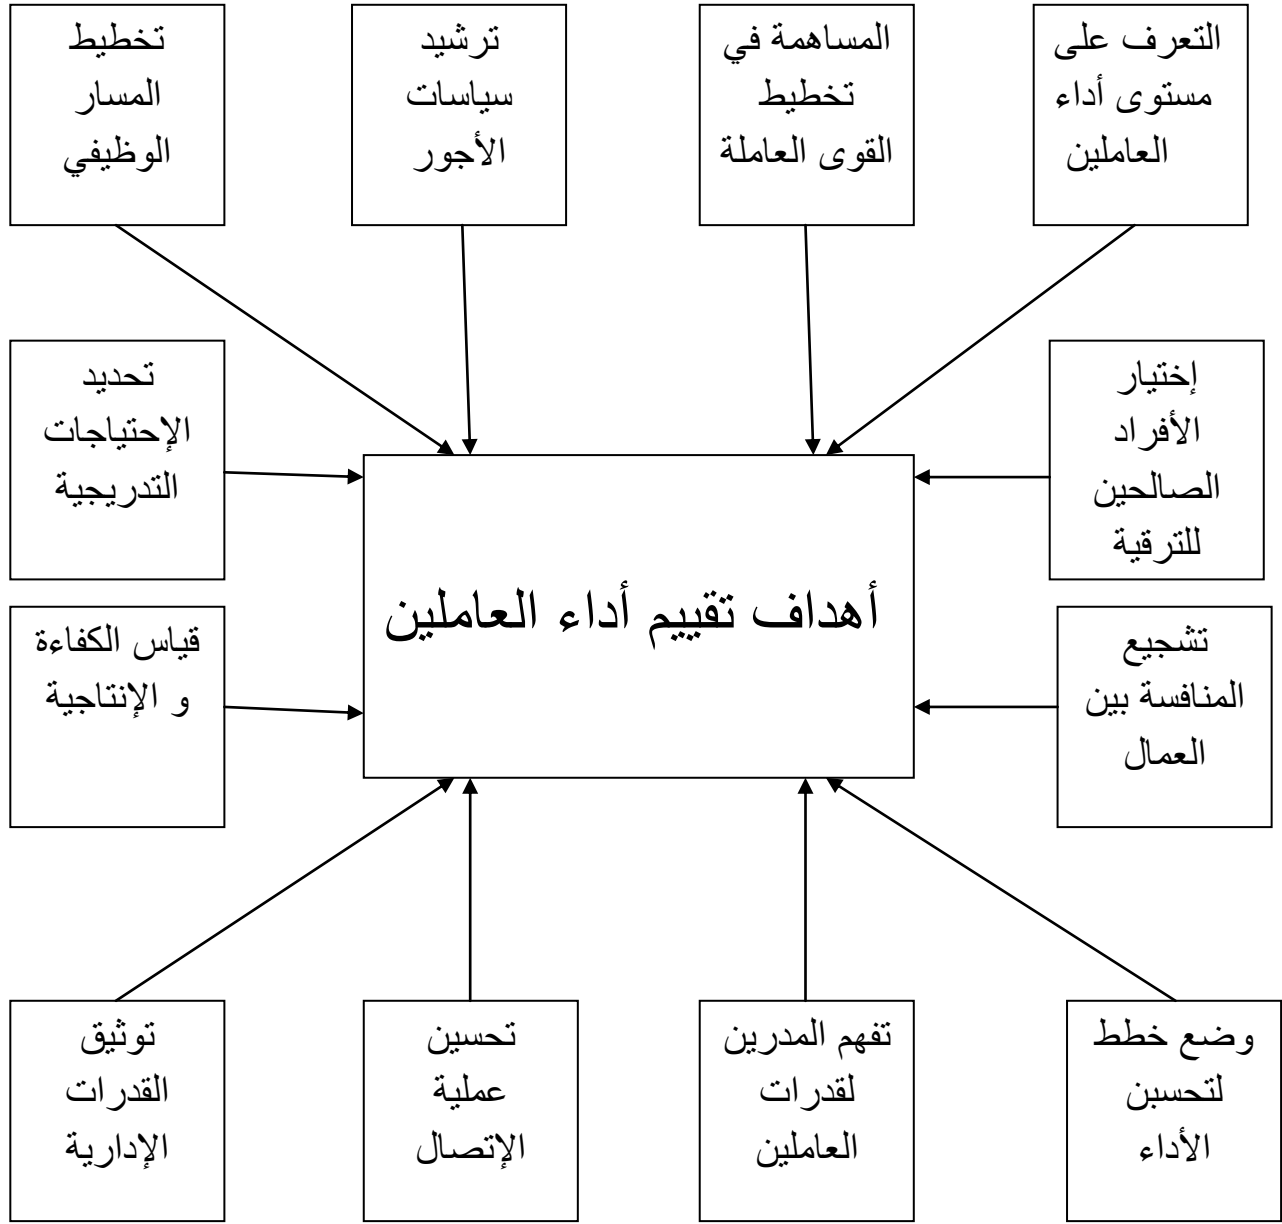 التعرف على
مستوى أداء
العاملين
المساهمة في
تخطيط
القوى العاملة
ترشيد
سياسات
الأجور
تخطيط
المسار
الوظيفي
إختيار
الأفراد
الصالحين
للترقية
تحديد
الإحتياجات
التدريجية
أهداف تقييم أداء العاملين
تشجيع
المنافسة بين
العمال
قياس الكفاءة
و الإنتاجية
وضع خطط
لتحسبن
الأداء
تفهم المدرين
لقدرات
العاملين
تحسين
عملية
الإتصال
توثيق
القدرات
الإدارية